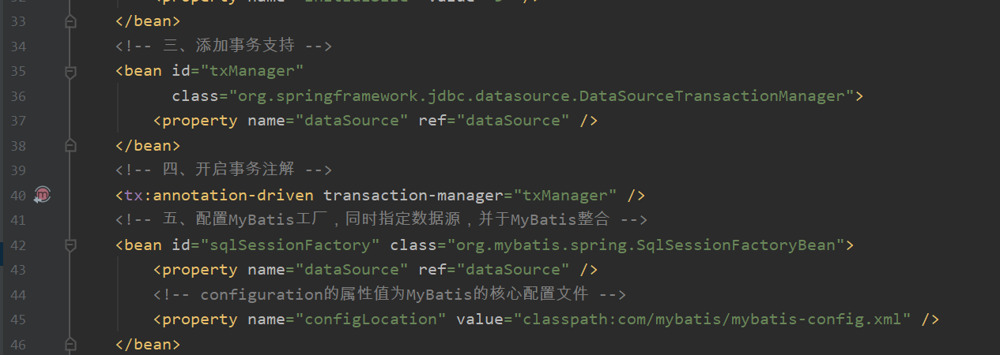 33 </bean>
34 <!-- 三、添加事务支持 -->
35 <bean id="txManager"
36 class="org.springframework.jdbc.datasource.DataSourceTransactionManager">
37 <property name="dataSource" ref="dataSource" />
38 </bean>
39 <!-- 四、开启事务注解 -->
40 <tx:annotation-driven transaction-manager="txManager" />
41 <!-- 五、配置MyBatis工厂，同时指定数据源，并于MyBatis整合 -->
42 <bean id="sqlSessionFactory" class="org.mybatis.spring.SqlSessionFactoryBean">
43 <property name="dataSource" ref="dataSource" />
44 <!-- configuration的属性值为MyBatis的核心配置文件 -->
45 <property name="configLocation" value="classpath:com/mybatis/mybatis-config.xml" />
46 </bean>